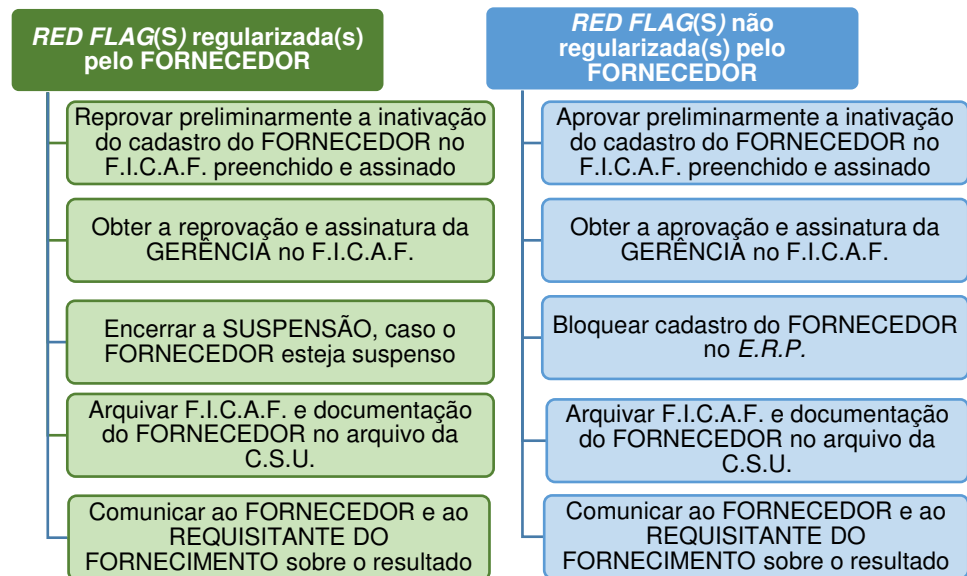 RED FLAG(S) regularizada(s)
pelo FORNECEDOR
Reprovar preliminarmente a inativação
do cadastro do FORNECEDOR no
F.I.C.A.F. preenchido e assinado
Obter a reprovação e assinatura da
GERÊNCIA no F.I.C.A.F.
Encerrar a SUSPENSÃO, caso o
FORNECEDOR esteja suspenso
Arquivar F.I.C.A.F. e documentação
do FORNECEDOR no arquivo da
C.S.U.
Comunicar ao FORNECEDOR e ao
REQUISITANTE DO
FORNECIMENTO sobre o resultado
RED FLAG(S) não
regularizada(s) pelo
FORNECEDOR
Aprovar preliminarmente a inativação
do cadastro do FORNECEDOR no
F.I.C.A.F. preenchido e assinado
Obter a aprovação e assinatura da
GERÊNCIA no F.I.C.A.F.
Bloquear cadastro do FORNECEDOR
no E.R.P.
Arquivar F.I.C.A.F. e documentação
do FORNECEDOR no arquivo da
C.S.U.
Comunicar ao FORNECEDOR e ao
REQUISITANTE DO
FORNECIMENTO sobre o resultado